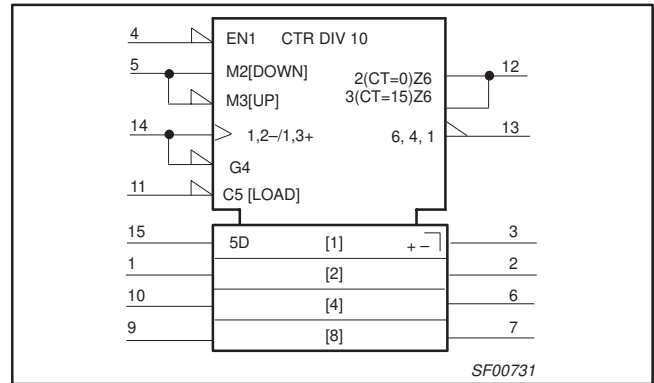 4 EN1 CTR DIV 10
5 M2[DOWN] 2(CT=0)Z6 12
M3[UP] 3(CT=15)Z6
14 1,2–/1,3+ 6, 4, 1 13
G4
11 C5 [LOAD]
15 5D [1] + – 3
1 [2] 2
10 [4] 6
9 [8] 7
SF00731